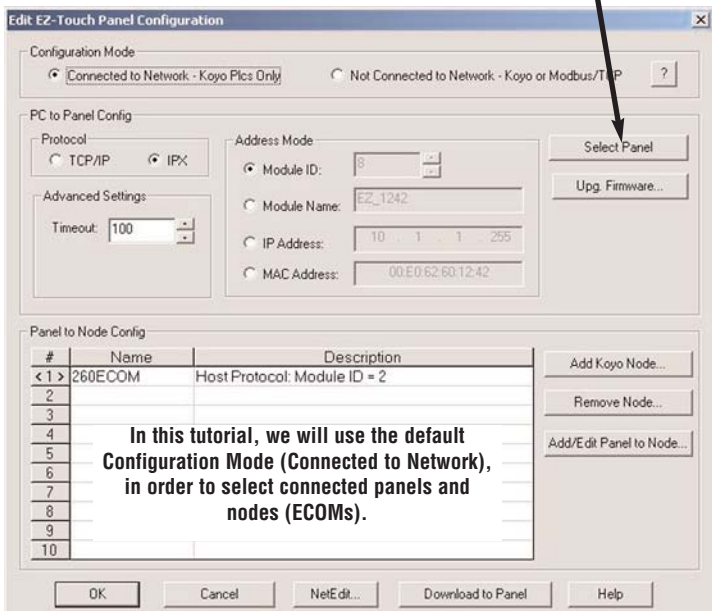 Edit EZ-Touch Panel Configuration
Configuration Mode
Connected to Network - Koyo Plcs Only
Not Connected to Network - Koyo or Modbus/TCP
?
PC to Panel Config
Protocol
TCP/IP
IPX
Advanced Settings
Timeout: 100
Address Mode
Module ID: 8
Module Name: EZ_1242
IP Address: 10 . 1 . 1 . 255
MAC Address: 00:E0:62:60:12:42
Select Panel
Upg. Firmware...
Panel to Node Config
# Name Description
<1> 260ECOM Host Protocol: Module ID = 2
2
3
4
5
6
7
8
9
10
In this tutorial, we will use the default
Configuration Mode (Connected to Network),
in order to select connected panels and
nodes (ECOMs).
Add Koyo Node...
Remove Node...
Add/Edit Panel to Node...
OK Cancel NetEdit... Download to Panel Help